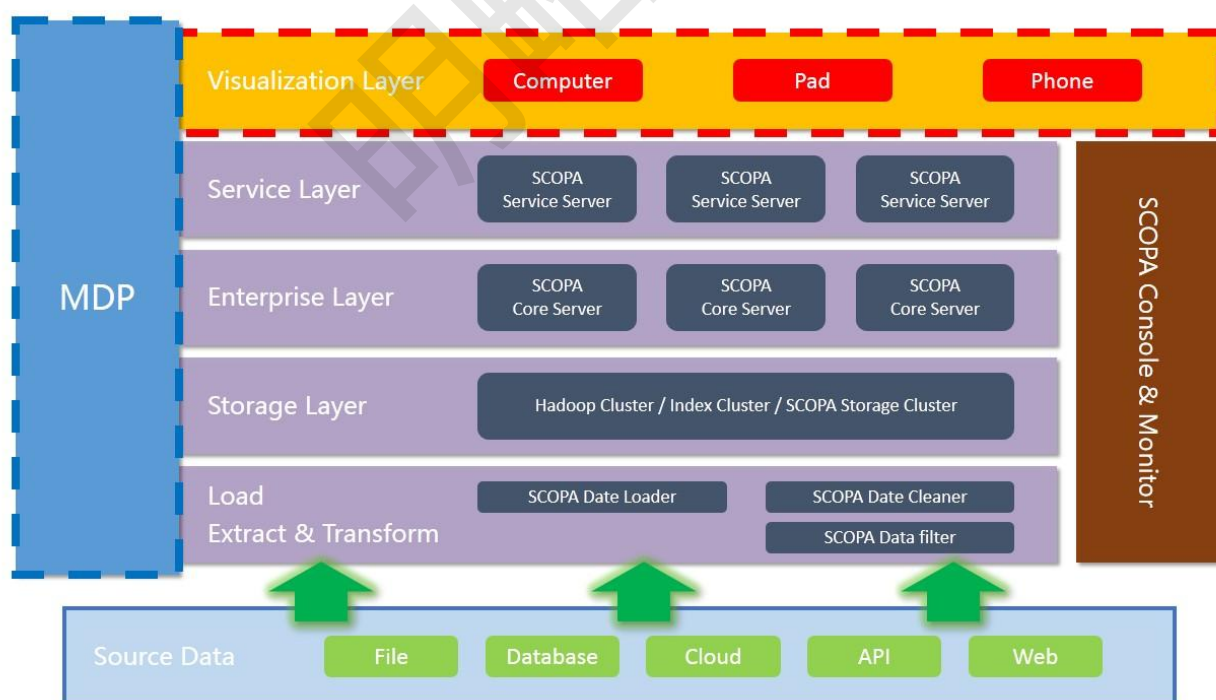 MDP
Visualization Layer
Computer
Pad
Phone
Service Layer
SCOPA
Service Server
SCOPA
Service Server
SCOPA
Service Server
Enterprise Layer
SCOPA
Core Server
SCOPA
Core Server
SCOPA
Core Server
Storage Layer
Hadoop Cluster / Index Cluster / SCOPA Storage Cluster
Load
Extract & Transform
SCOPA Date Loader
SCOPA Date Cleaner
SCOPA Data filter
SCOPA Console & Monitor
Source Data
File
Database
Cloud
API
Web